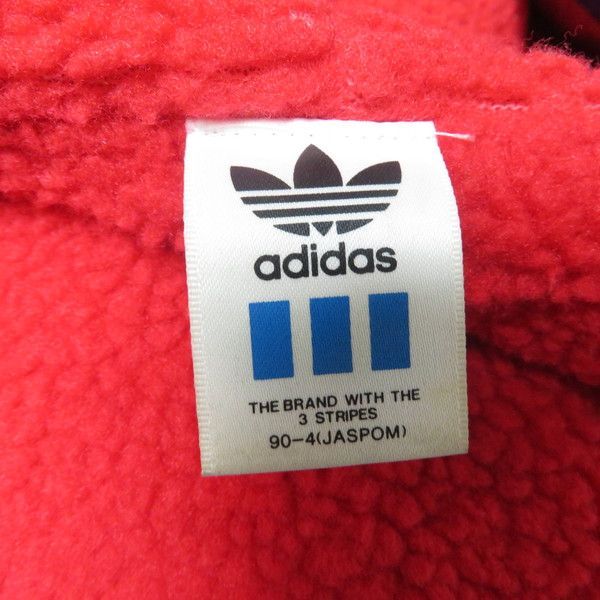 adidas
THE BRAND WITH THE
3 STRIPES
90-4(JASPOM)